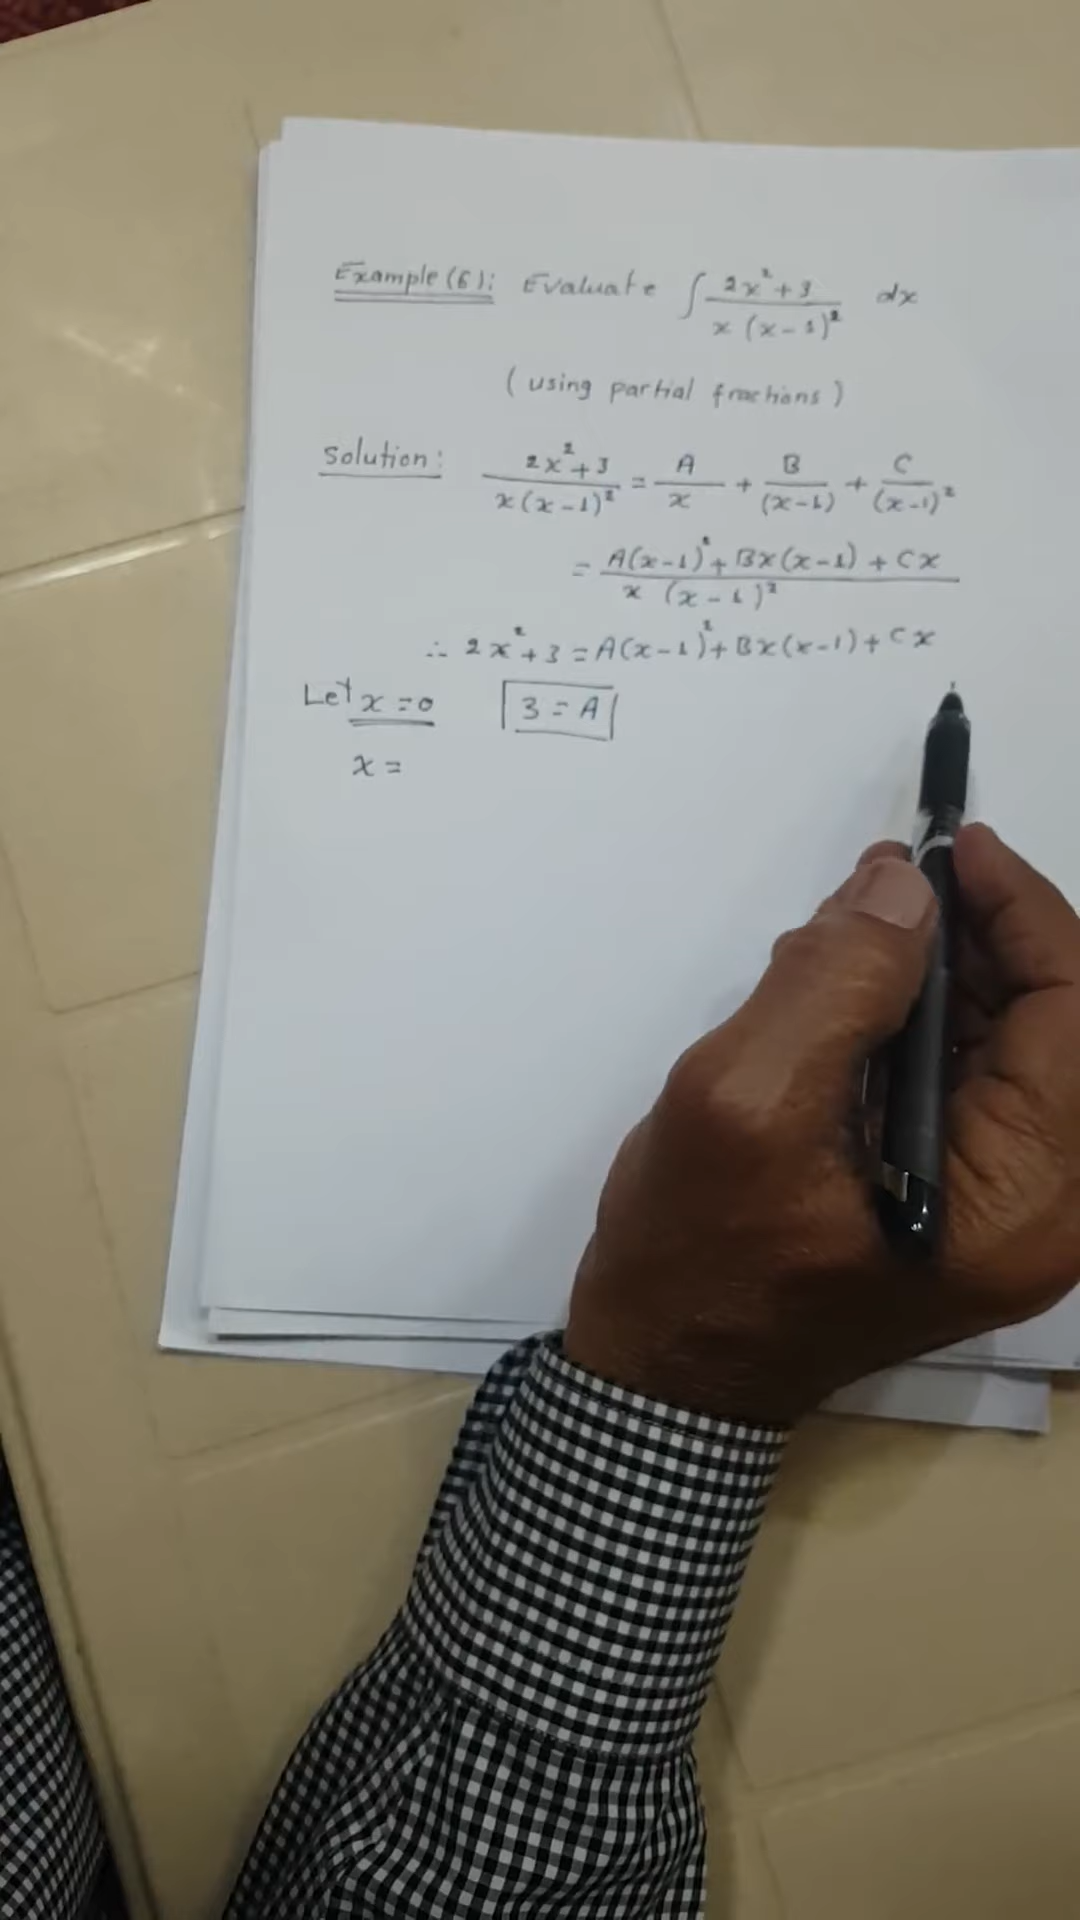 Example (6): Evaluate ∫ (2x²+3)/(x (x-1)²) dx
(using partial fractions)
Solution: (2x²+3)/(x(x-1)²) = A/x + B/(x-1) + C/(x-1)²
= (A(x-1)²+Bx(x-1)+Cx)/(x (x-1)²)
∴ 2x²+3=A(x-1)²+Bx(x-1)+Cx
Let x=0 3=A
x=